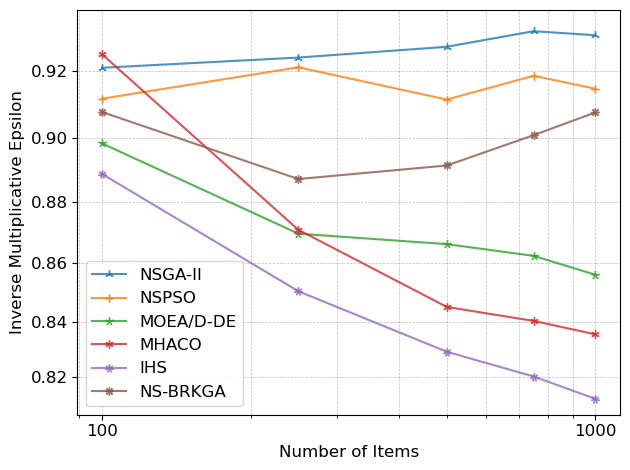 Inverse Multiplicative Epsilon
0.92
0.90
0.88
0.86
0.84
0.82
NSGA-II
NSPSO
MOEA/D-DE
MHACO
IHS
NS-BRKGA
100
1000
Number of Items